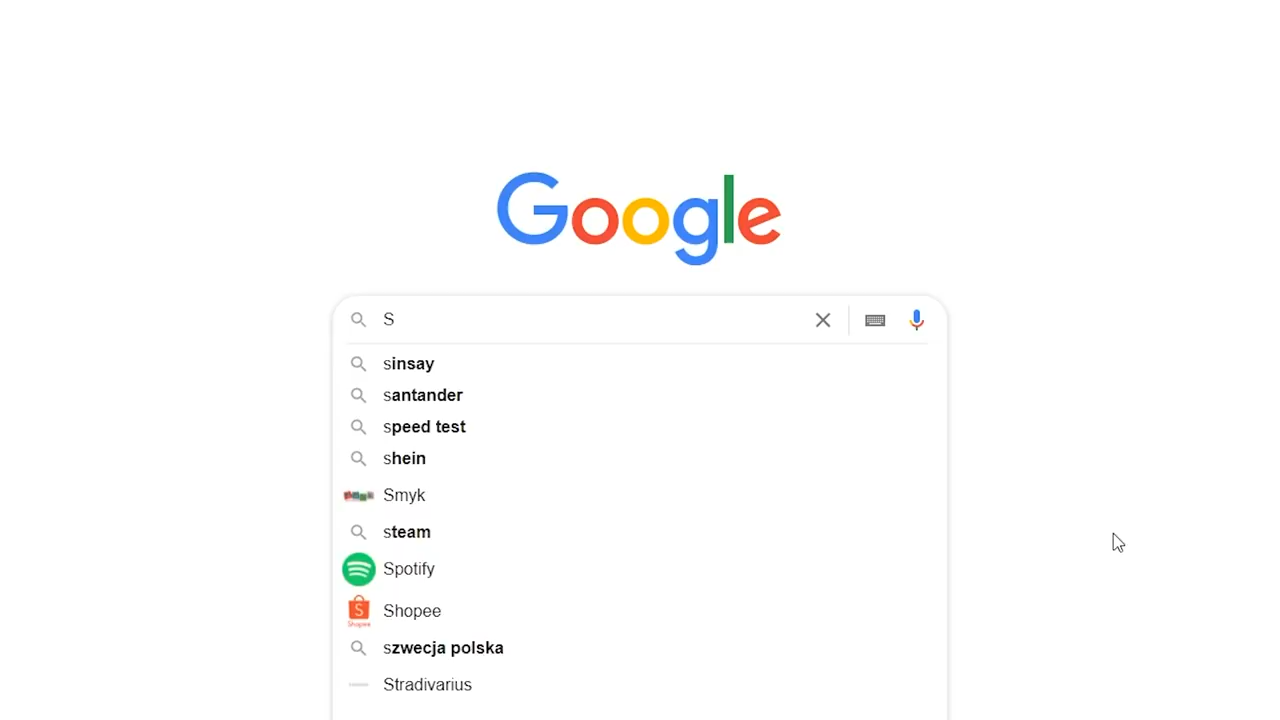 Google
S
sinsay
santander
speed test
shein
Smyk
steam
Spotify
Shopee
szwecja polska
Stradivarius